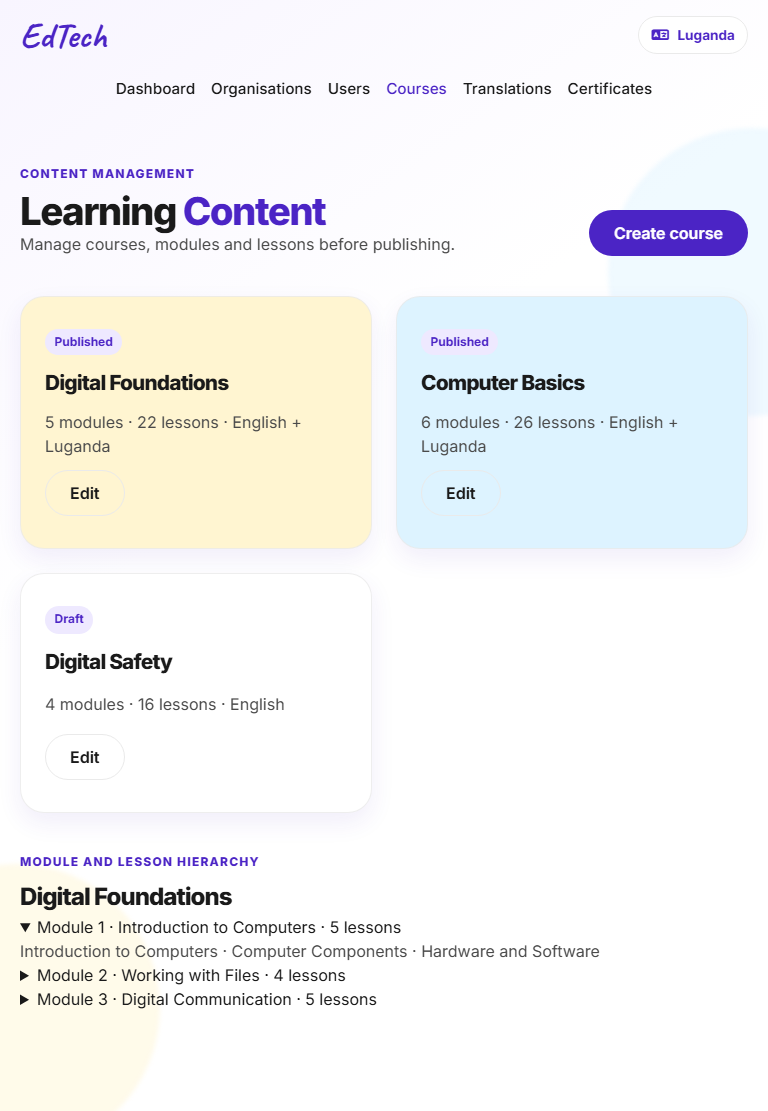 EdTech
Luganda
Dashboard Organisations Users Courses Translations Certificates
CONTENT MANAGEMENT
Learning Content
Manage courses, modules and lessons before publishing.
Create course
Published
Digital Foundations
5 modules · 22 lessons · English +
Luganda
Edit
Published
Computer Basics
6 modules · 26 lessons · English +
Luganda
Edit
Draft
Digital Safety
4 modules · 16 lessons · English
Edit
MODULE AND LESSON HIERARCHY
Digital Foundations
▼ Module 1 · Introduction to Computers · 5 lessons
Introduction to Computers · Computer Components · Hardware and Software
▶ Module 2 · Working with Files · 4 lessons
▶ Module 3 · Digital Communication · 5 lessons